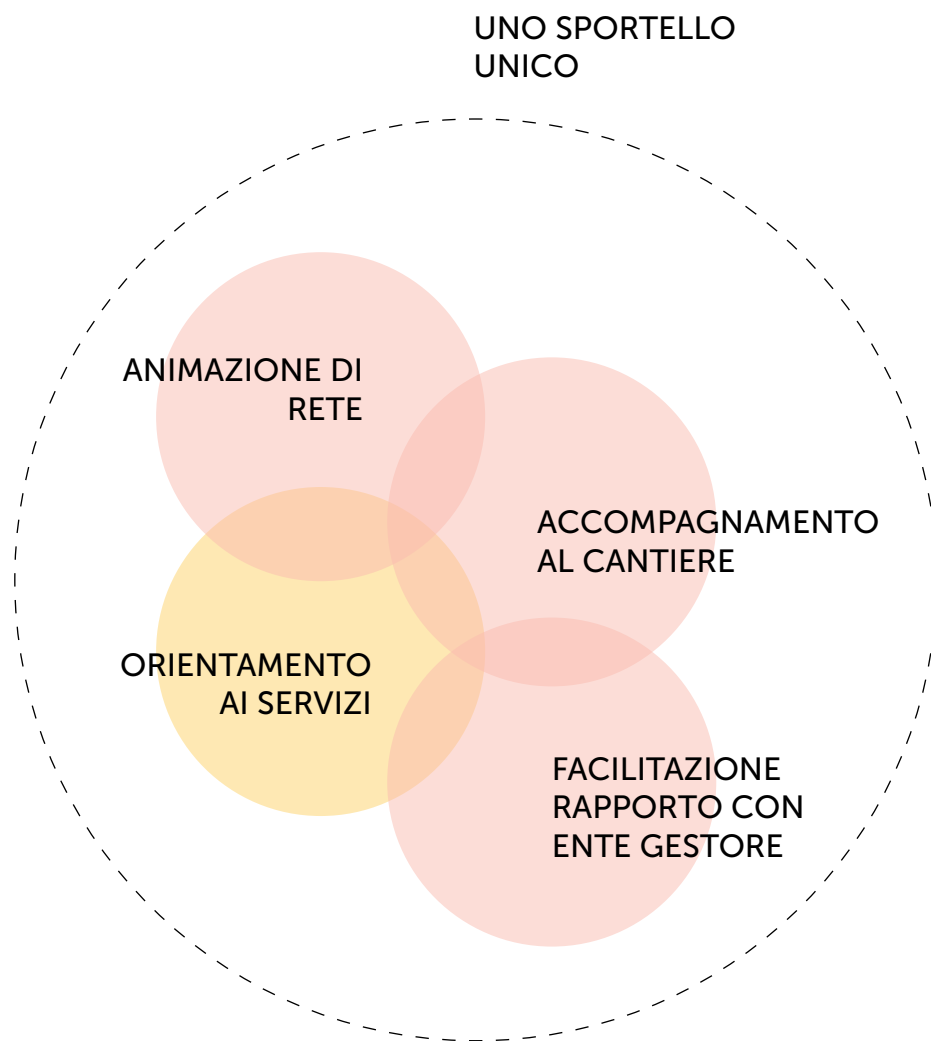 UNO SPORTELLO
UNICO
ANIMAZIONE DI
RETE
ACCOMPAGNAMENTO
AL CANTIERE
ORIENTAMENTO
AI SERVIZI
FACILITAZIONE
RAPPORTO CON
ENTE GESTORE